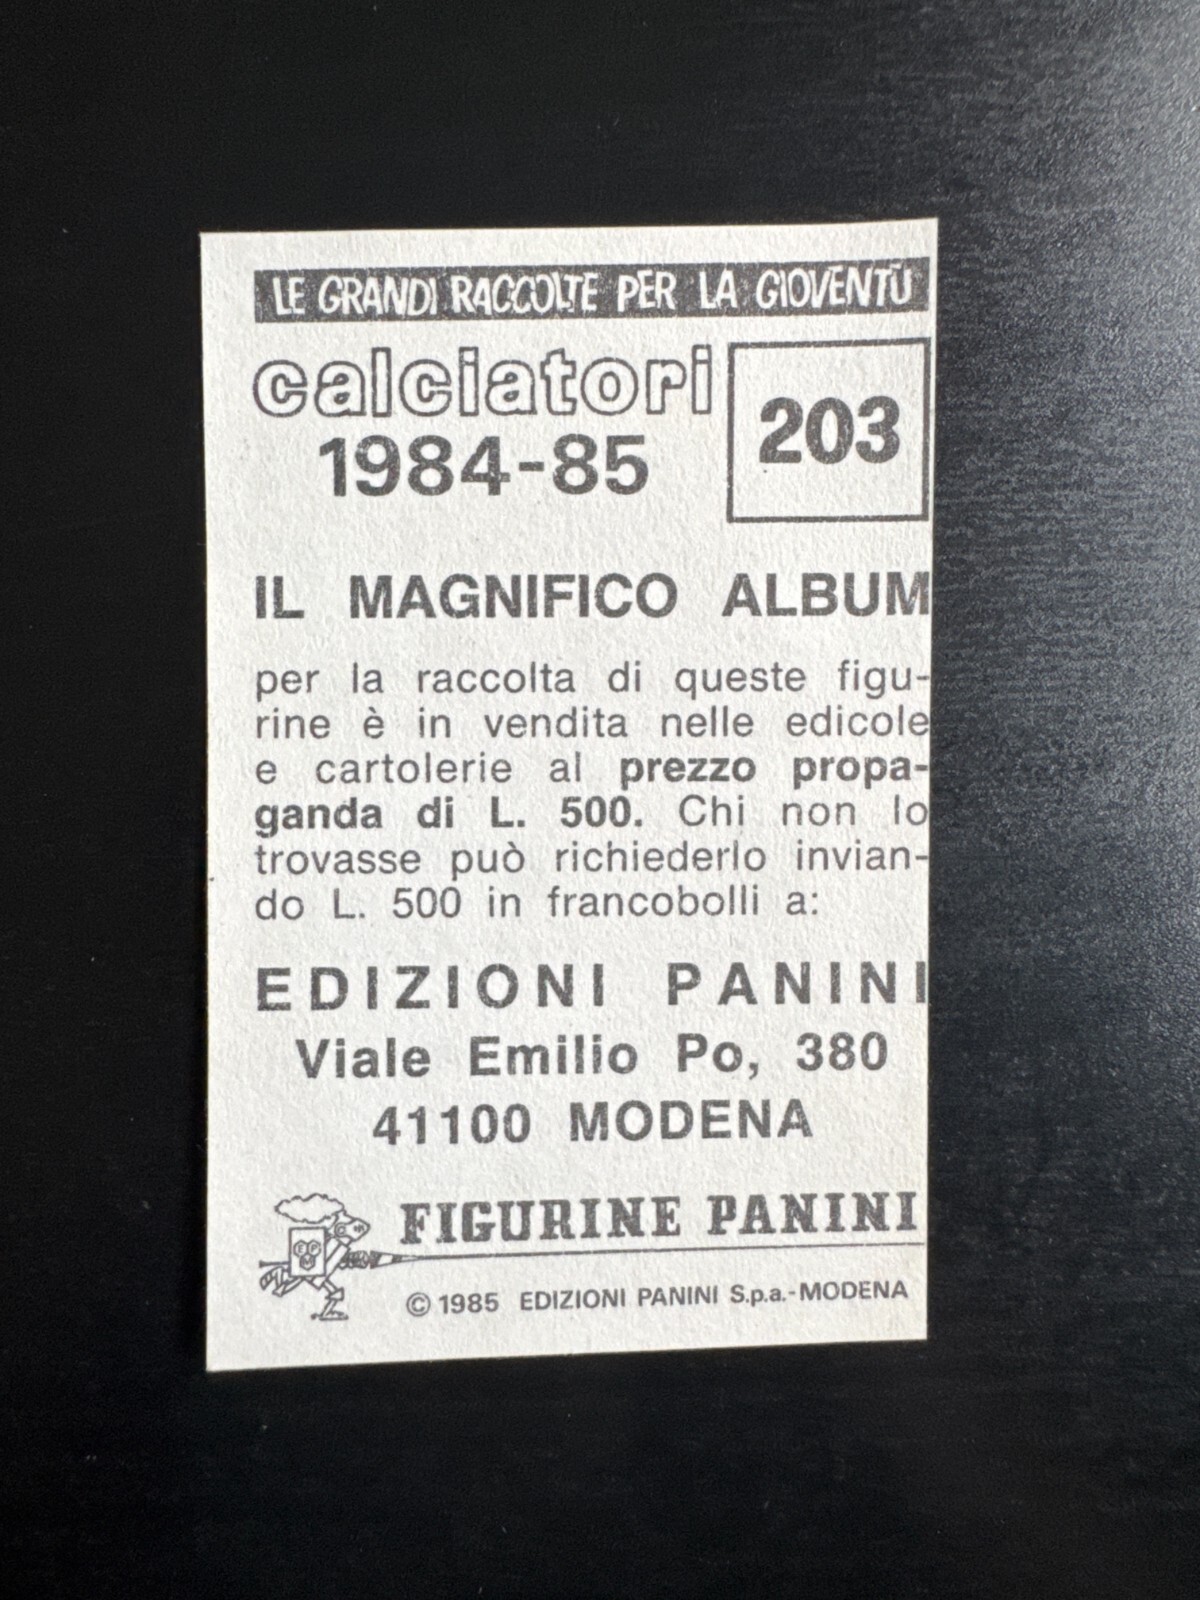 LE GRANDI RACCOLTE PER LA GIOVENTÙ
calciatori
1984-85
203
IL MAGNIFICO ALBUM
per la raccolta di queste figu-
rine è in vendita nelle edicole
e cartolerie al prezzo propa-
ganda di L. 500. Chi non lo
trovasse può richiederlo invian-
do L. 500 in francobolli a:
EDIZIONI PANINI
Viale Emilio Po, 380
41100 MODENA
FIGURINE PANINI
© 1985 EDIZIONI PANINI S.p.a.-MODENA